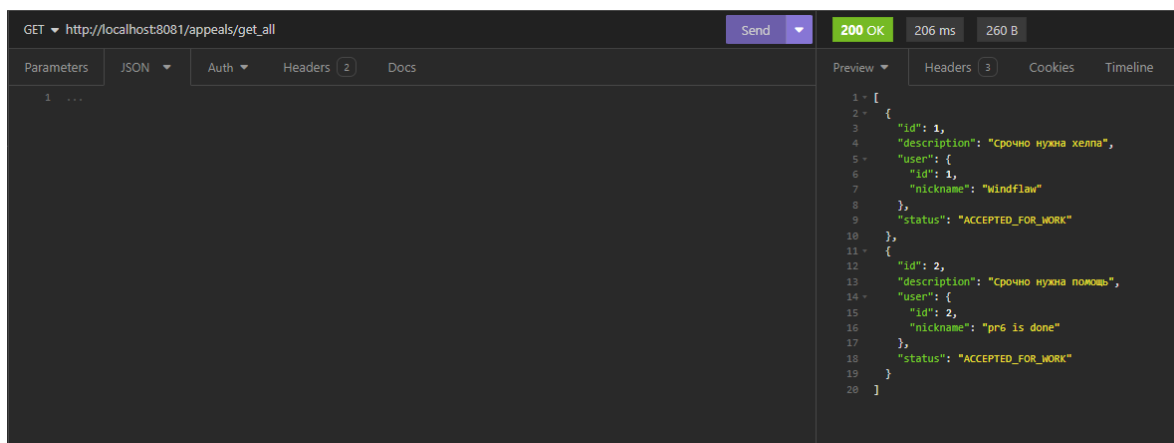 GET http://localhost:8081/appeals/get_all Send 200 OK 206 ms 260 B
Parameters JSON Auth Headers 2 Docs Preview Headers 3 Cookies Timeline
1 ...
1 [
2 {
3 "id": 1,
4 "description": "Срочно нужна хелпа",
5 "user": {
6 "id": 1,
7 "nickname": "Windflaw"
8 },
9 "status": "ACCEPTED_FOR_WORK"
10 },
11 {
12 "id": 2,
13 "description": "Срочно нужна помощь",
14 "user": {
15 "id": 2,
16 "nickname": "pr6 is done"
17 },
18 "status": "ACCEPTED_FOR_WORK"
19 }
20 ]